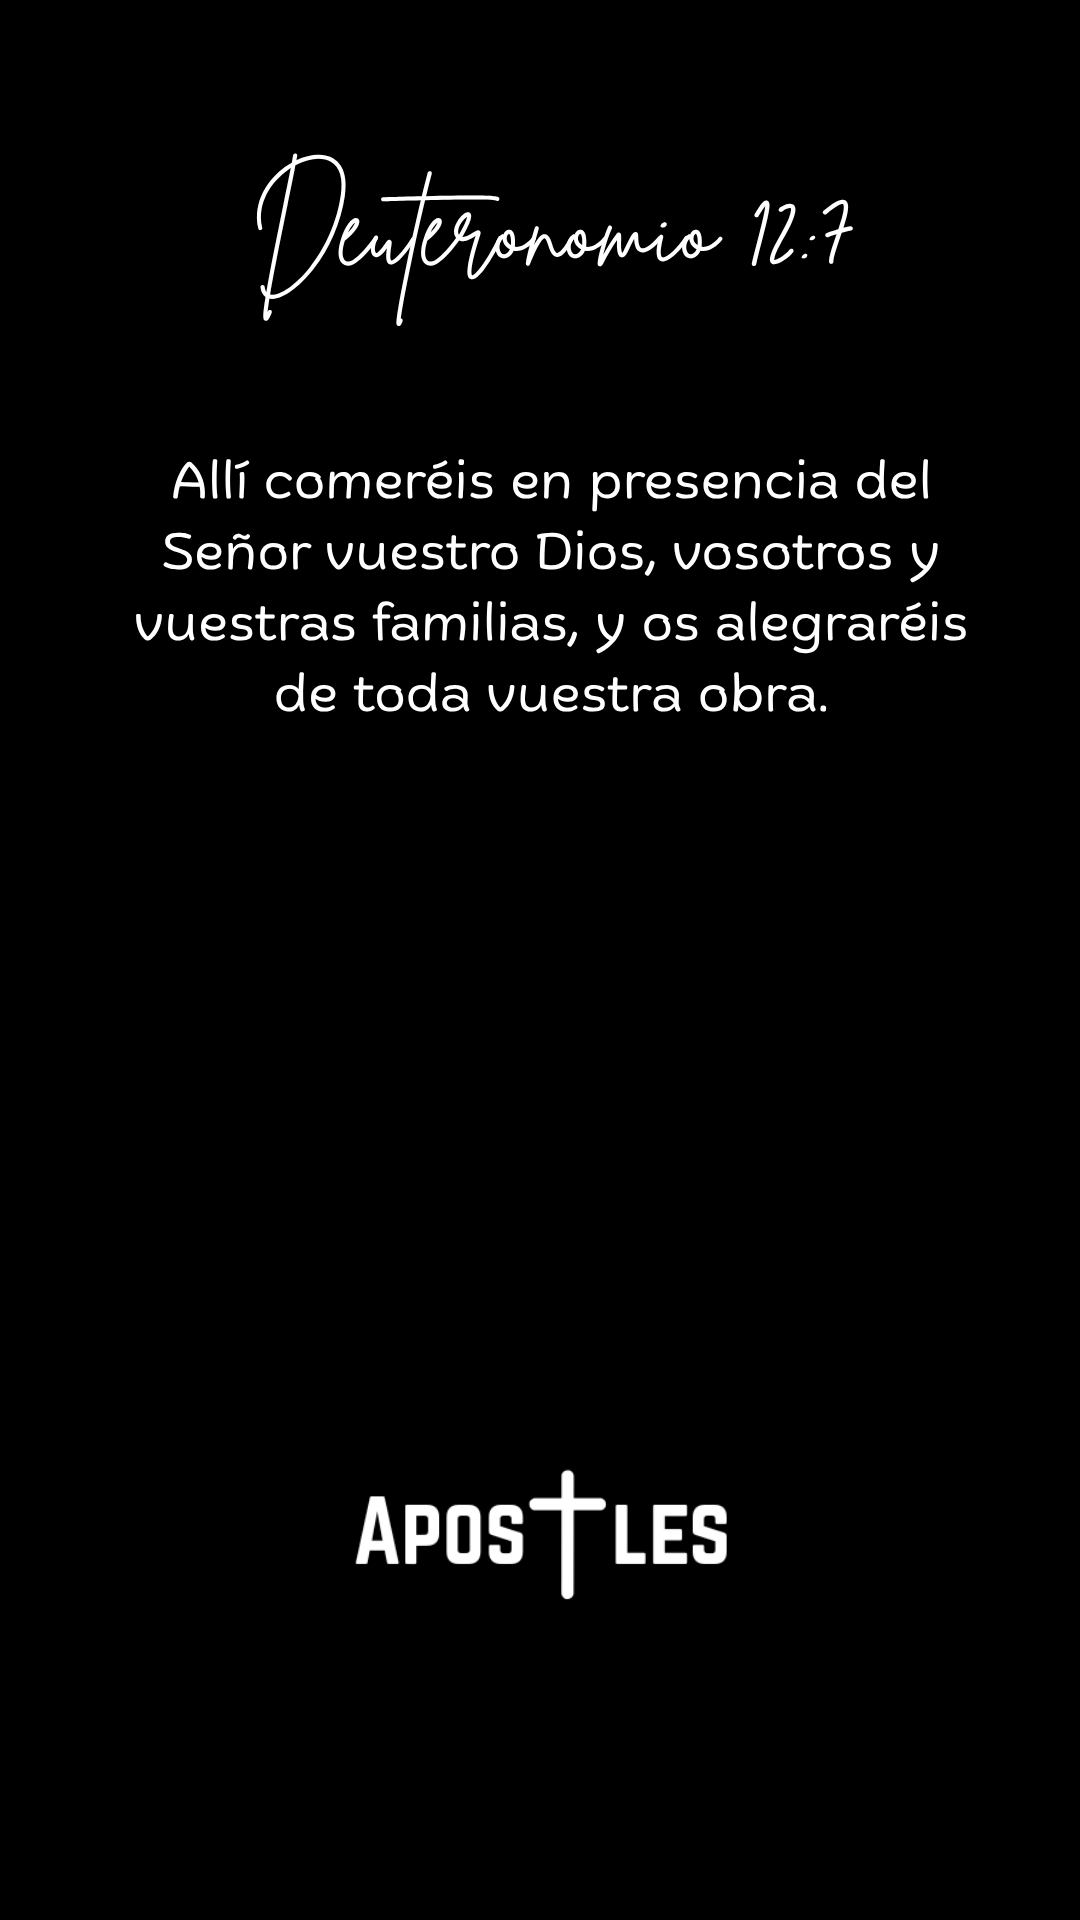 Deuteronomio 12:7
Allí comeréis en presencia del
Señor vuestro Dios, vosotros y
vuestras familias, y os alegraréis
de toda vuestra obra.
APOSTLES